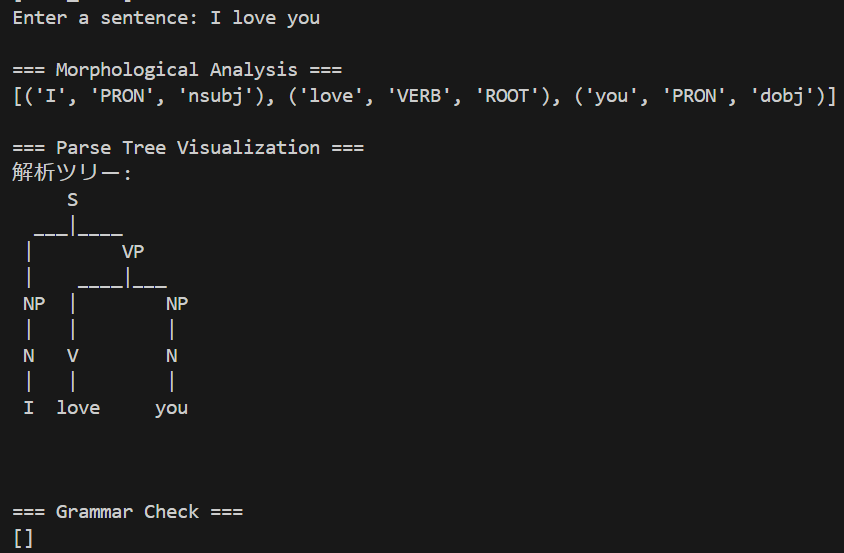 Enter a sentence: I love you
=== Morphological Analysis ===
[('I', 'PRON', 'nsubj'), ('love', 'VERB', 'ROOT'), ('you', 'PRON', 'dobj')]
=== Parse Tree Visualization ===
解析ツリー:
     S
  ___|____
 |        VP
 |    ____|___
 NP  |        NP
 |   |        |
 N   V        N
 |   |        |
 I  love     you
=== Grammar Check ===
[]